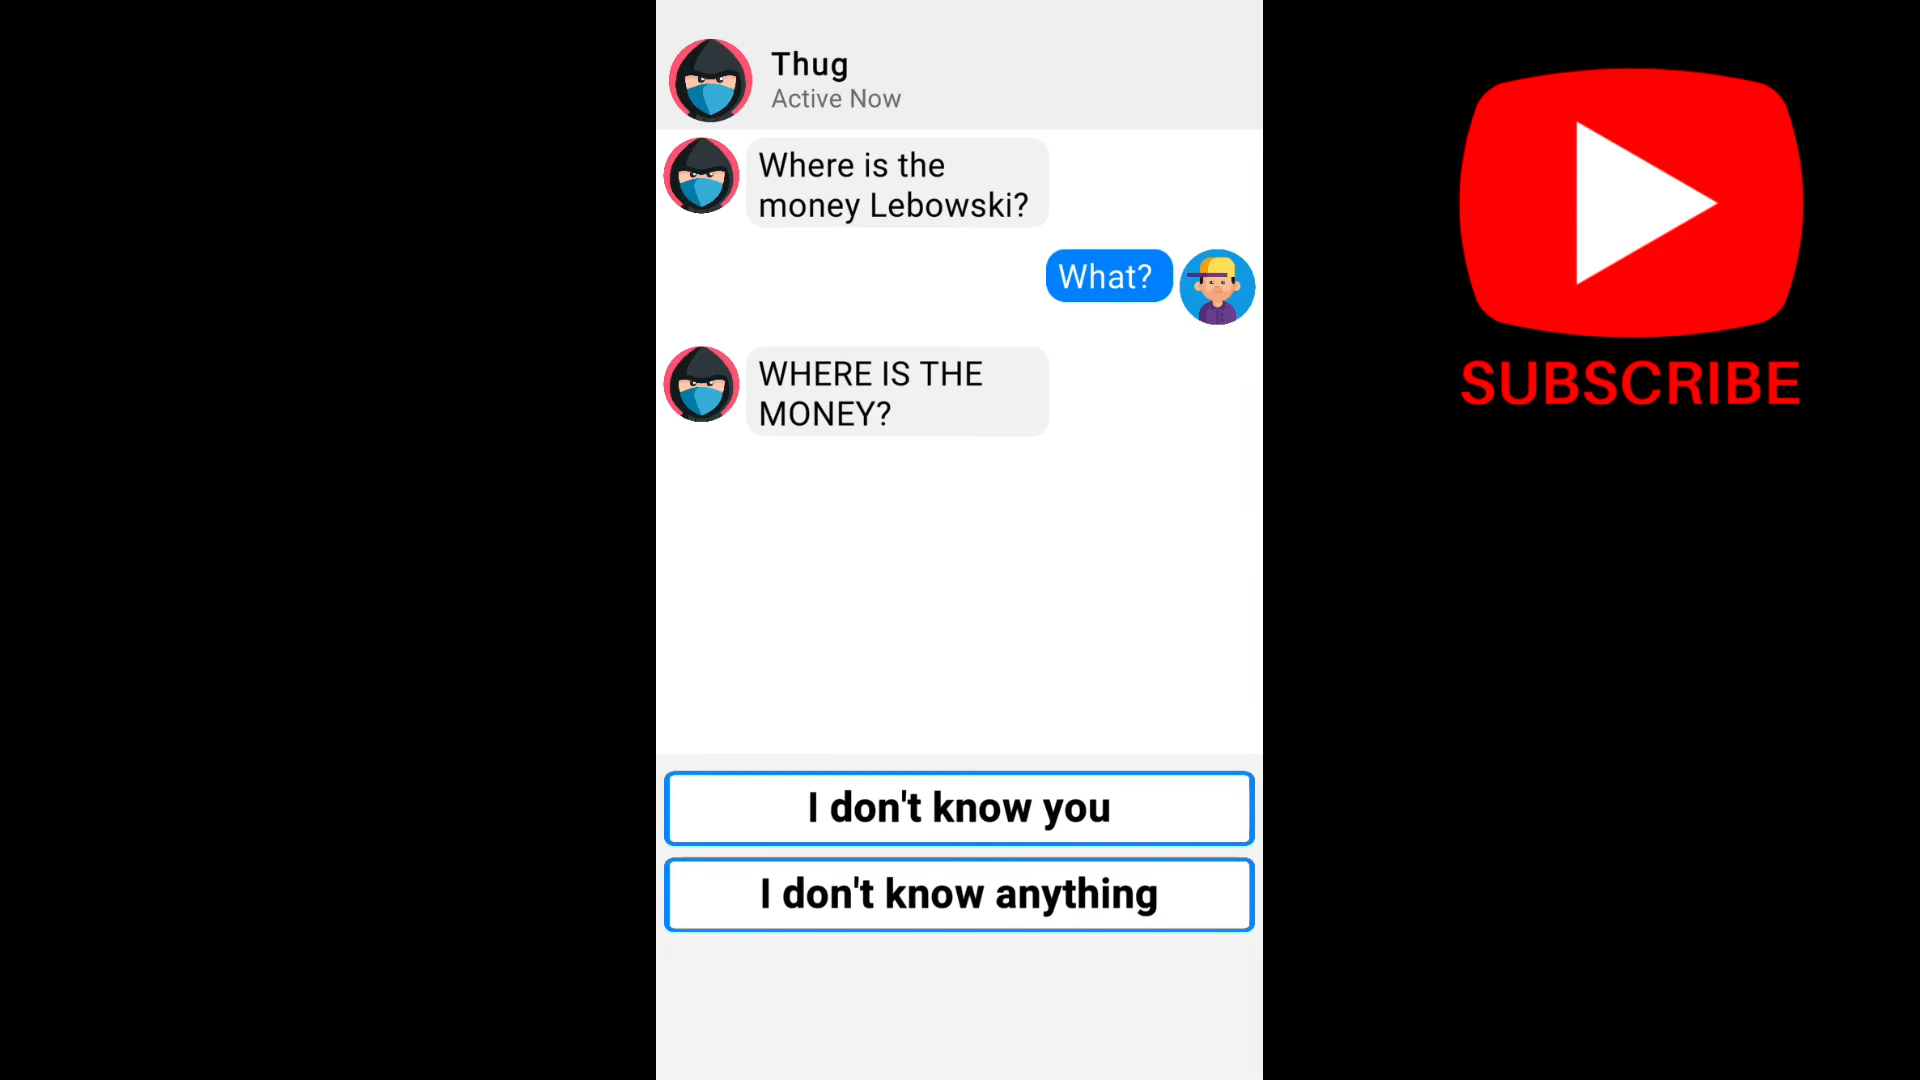 Thug
Active Now
Where is the
money Lebowski?
What?
WHERE IS THE
MONEY?
I don't know you
I don't know anything
SUBSCRIBE